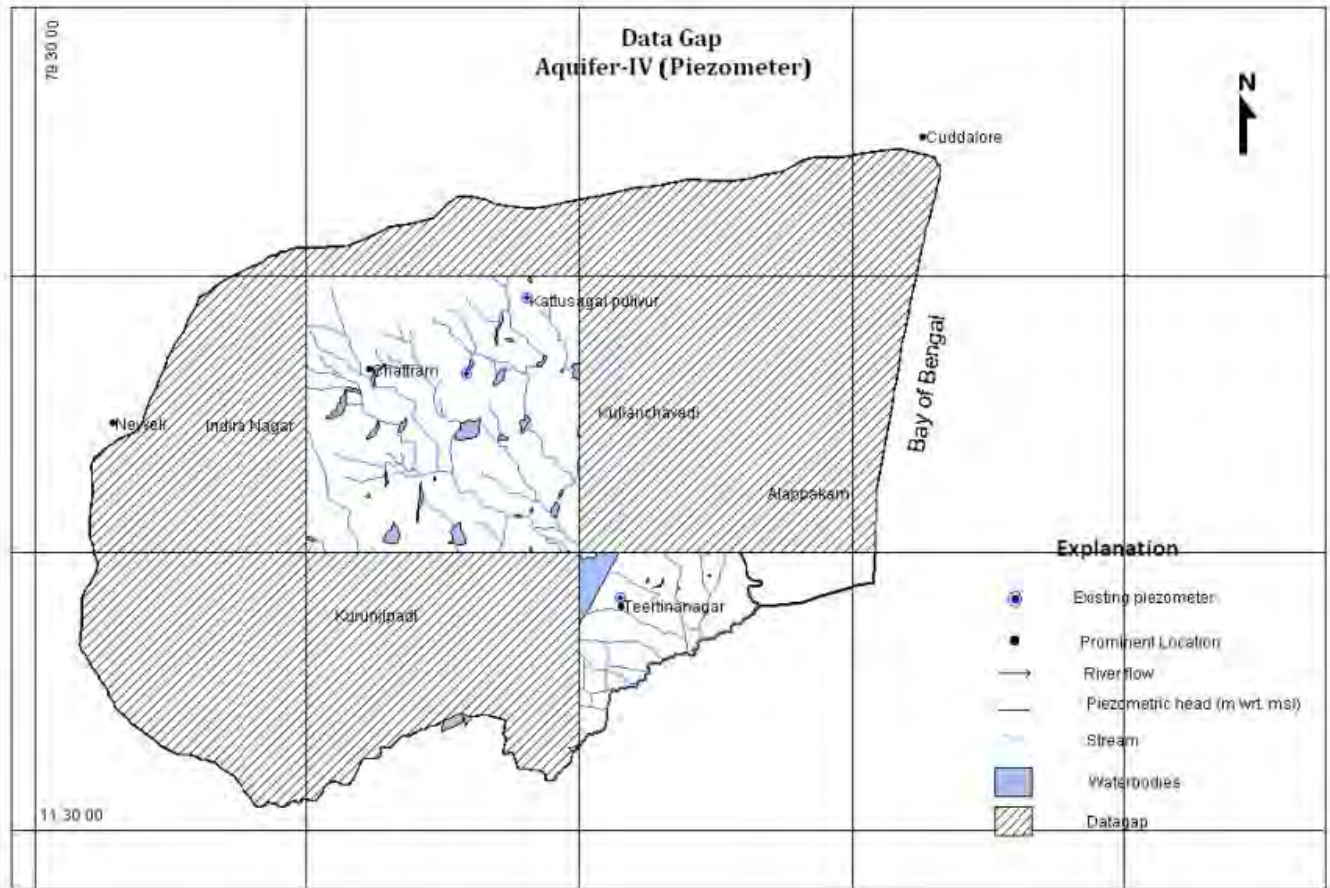 Data Gap
Aquifer-IV (Piezometer)
79 30 00
N
Cuddalore
Kattusagai pulivur
Chattram
Neyveli
Indira Nagar
Kullanchavadi
Bay of Bengal
Alappakam
Kurunjipadi
Teertinanagar
Explanation
Existing piezometer
Prominent Location
River flow
Piezometric head (m wrt. msl)
Stream
Waterbodies
Datagap
11 30 00